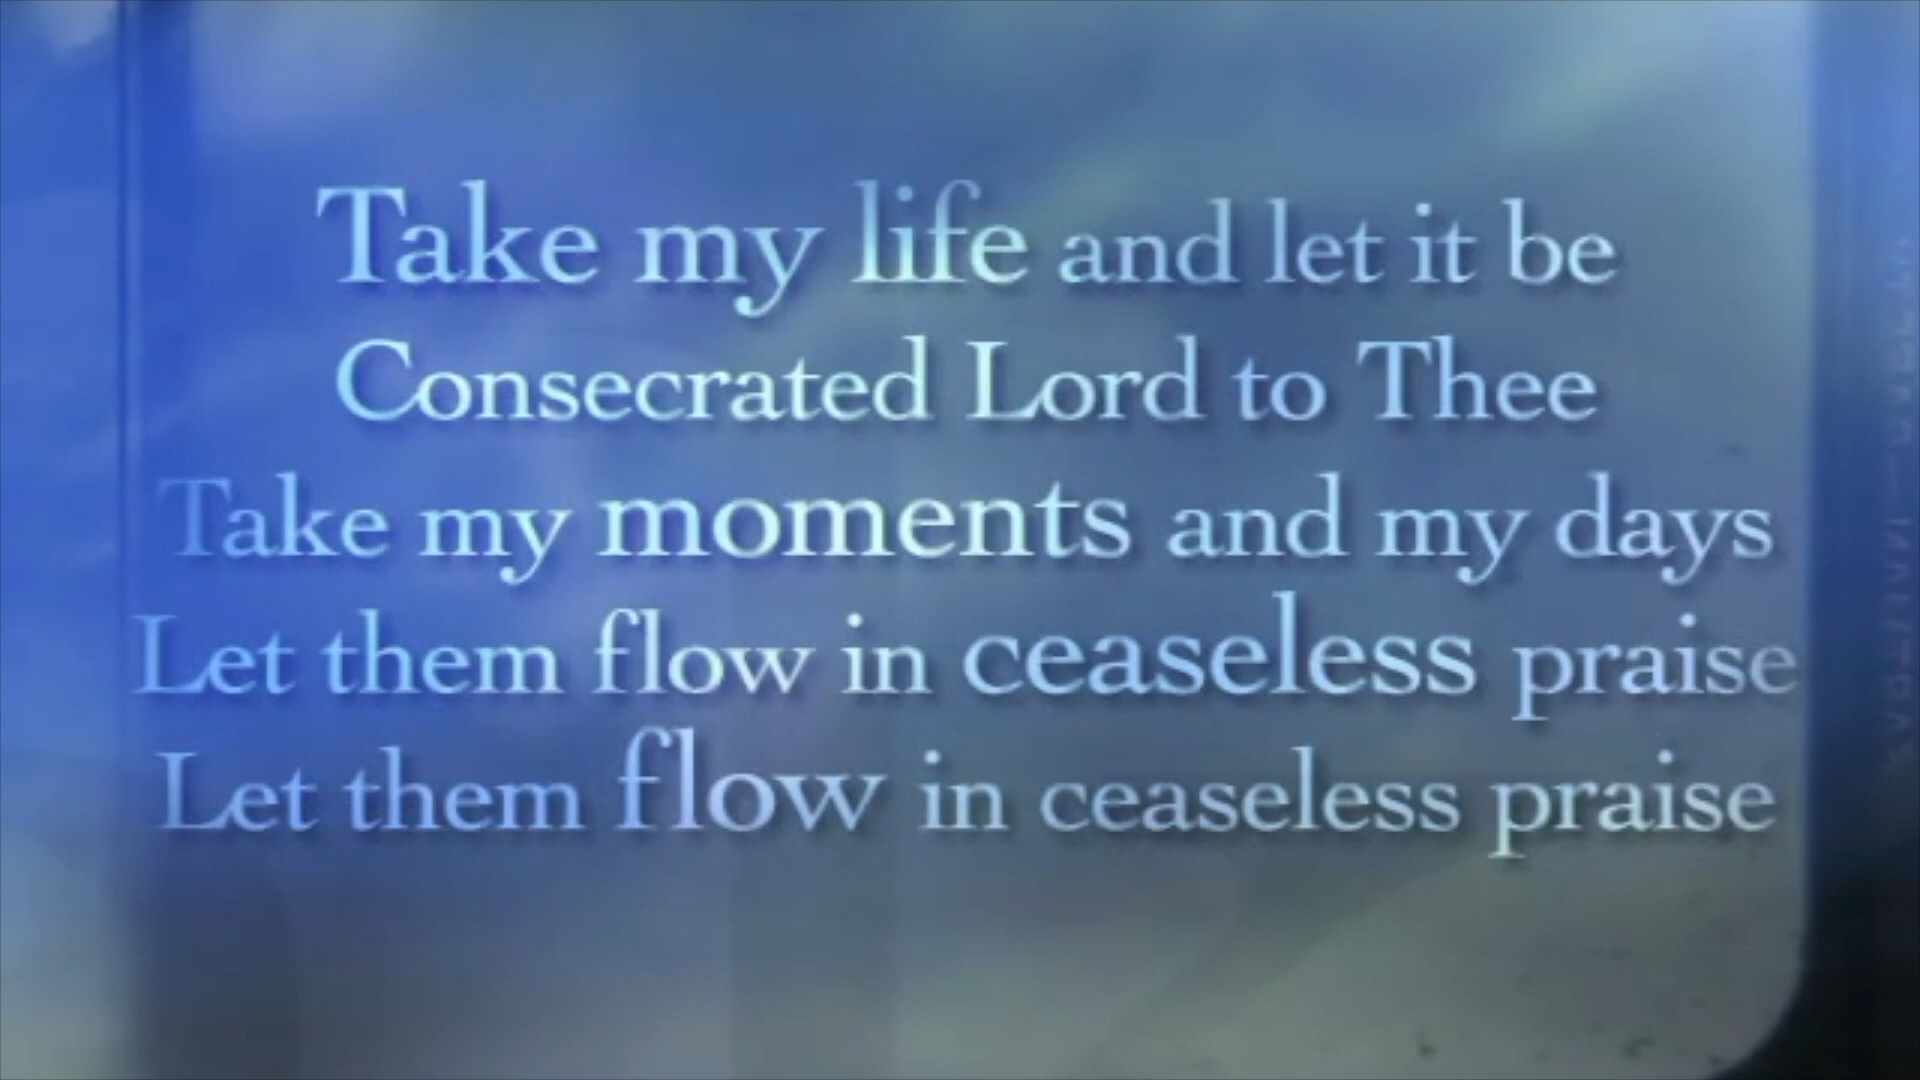 Take my life and let it be
Consecrated Lord to Thee
Take my moments and my days
Let them flow in ceaseless praise
Let them flow in ceaseless praise